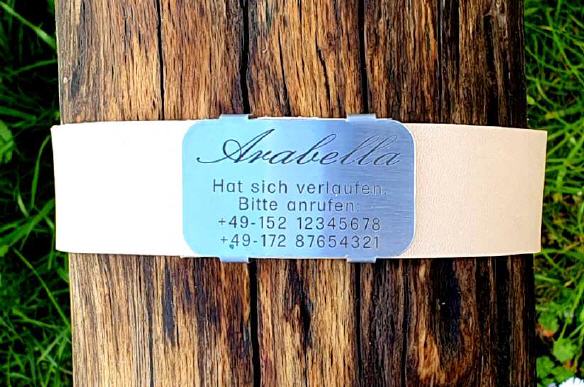 Arabella
Hat sich verlaufen.
Bitte anrufen:
+49-152 12345678
+49-172 87654321